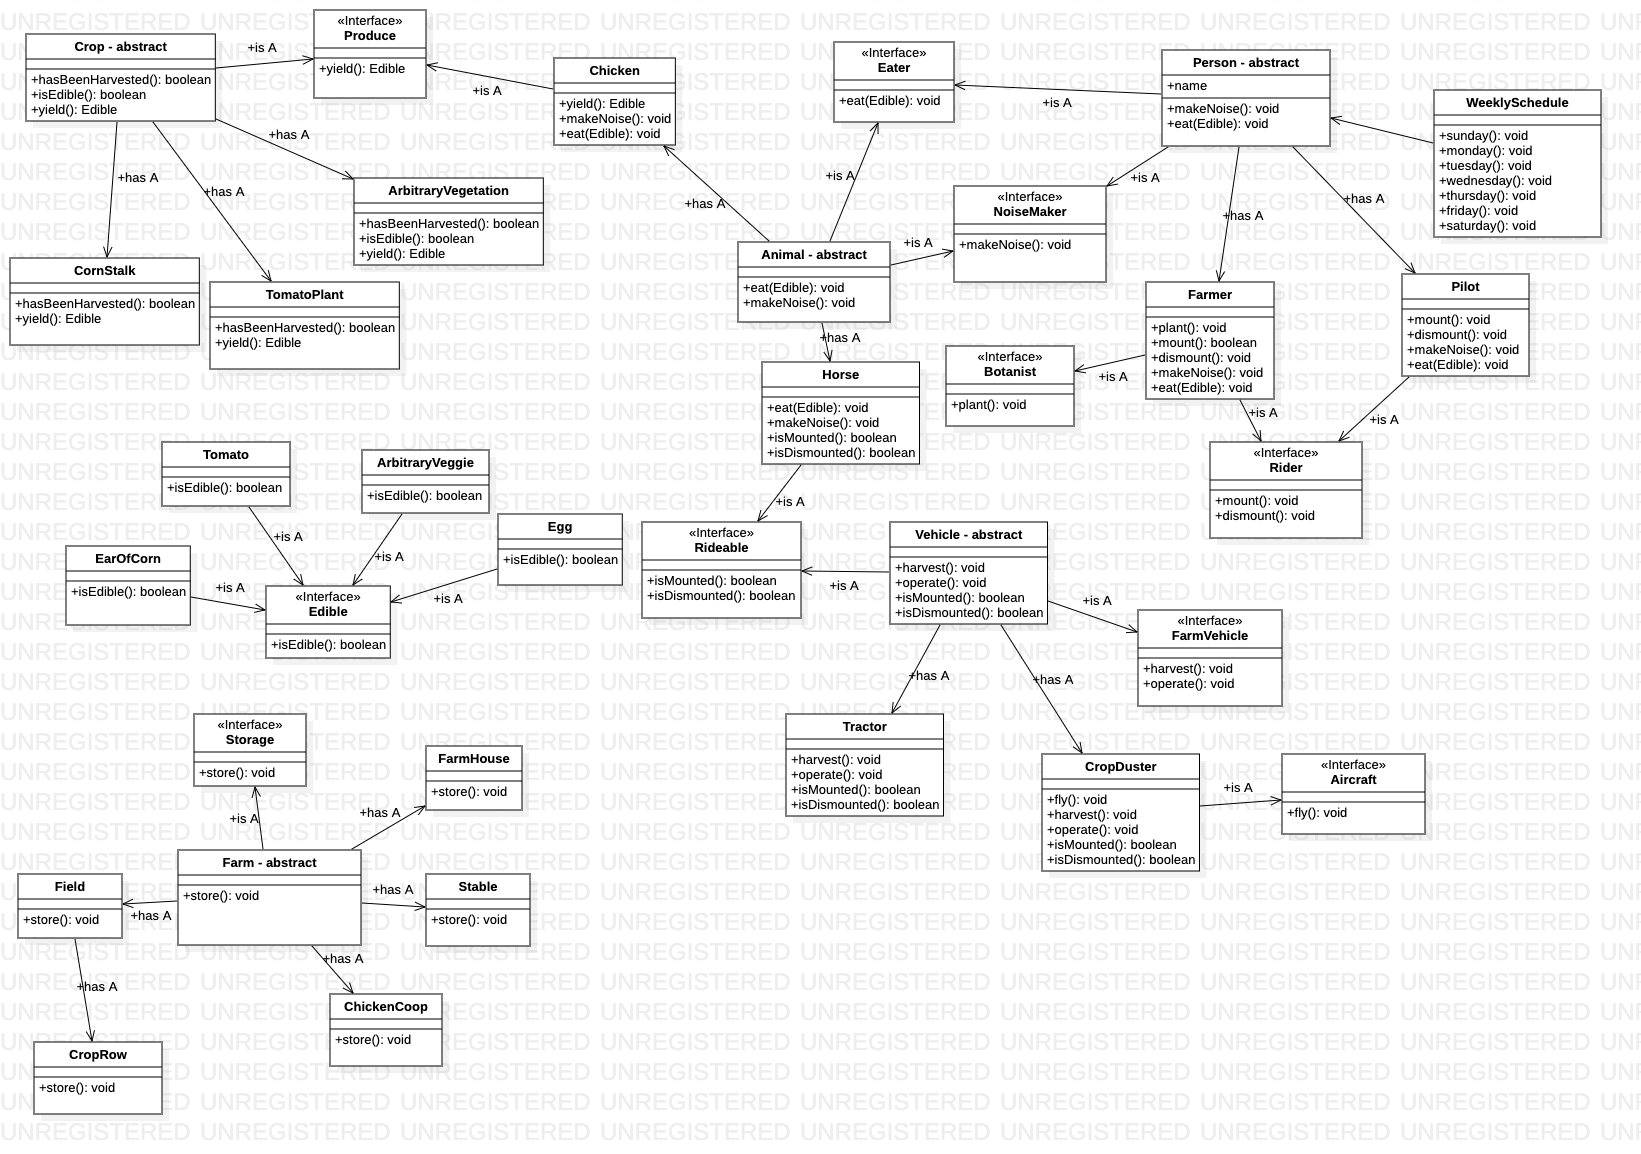 Crop - abstract
+hasBeenHarvested(): boolean
+isEdible(): boolean
+yield(): Edible
+is A
«Interface»
Produce
+yield(): Edible
+is A
Chicken
+yield(): Edible
+makeNoise(): void
+eat(Edible): void
«Interface»
Eater
+eat(Edible): void
+is A
Person - abstract
+name
+makeNoise(): void
+eat(Edible): void
WeeklySchedule
+sunday(): void
+monday(): void
+tuesday(): void
+wednesday(): void
+thursday(): void
+friday(): void
+saturday(): void
+has A
+has A
+has A
ArbitraryVegetation
+hasBeenHarvested(): boolean
+isEdible(): boolean
+yield(): Edible
+has A
+is A
+is A
+has A
+has A
«Interface»
NoiseMaker
+makeNoise(): void
CornStalk
+hasBeenHarvested(): boolean
+yield(): Edible
TomatoPlant
+hasBeenHarvested(): boolean
+yield(): Edible
Animal - abstract
+eat(Edible): void
+makeNoise(): void
+is A
+has A
Farmer
+plant(): void
+mount(): boolean
+dismount(): void
+makeNoise(): void
+eat(Edible): void
Pilot
+mount(): void
+dismount(): void
+makeNoise(): void
+eat(Edible): void
Horse
+eat(Edible): void
+makeNoise(): void
+isMounted(): boolean
+isDismounted(): boolean
«Interface»
Botanist
+plant(): void
+is A
+is A
+is A
«Interface»
Rider
+mount(): void
+dismount(): void
Tomato
+isEdible(): boolean
ArbitraryVeggie
+isEdible(): boolean
Egg
+isEdible(): boolean
EarOfCorn
+isEdible(): boolean
+is A
+is A
+is A
+is A
«Interface»
Edible
+isEdible(): boolean
+is A
«Interface»
Rideable
+isMounted(): boolean
+isDismounted(): boolean
+is A
Vehicle - abstract
+harvest(): void
+operate(): void
+isMounted(): boolean
+isDismounted(): boolean
+is A
«Interface»
FarmVehicle
+harvest(): void
+operate(): void
+has A
+has A
«Interface»
Storage
+store(): void
FarmHouse
+store(): void
Tractor
+harvest(): void
+operate(): void
+isMounted(): boolean
+isDismounted(): boolean
CropDuster
+fly(): void
+harvest(): void
+operate(): void
+isMounted(): boolean
+isDismounted(): boolean
+is A
«Interface»
Aircraft
+fly(): void
+is A
+has A
Farm - abstract
+store(): void
Field
+store(): void
+has A
+has A
Stable
+store(): void
+has A
+has A
ChickenCoop
+store(): void
CropRow
+store(): void
UNREGISTERED